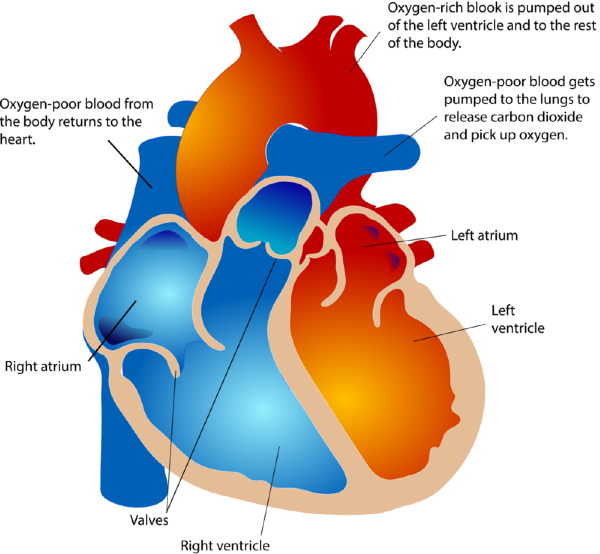 Oxygen-rich blook is pumped out
of the left ventricle and to the rest
of the body.
Oxygen-poor blood gets
pumped to the lungs to
release carbon dioxide
and pick up oxygen.
Oxygen-poor blood from
the body returns to the
heart.
Left atrium
Left
ventricle
Right atrium
Valves
Right ventricle